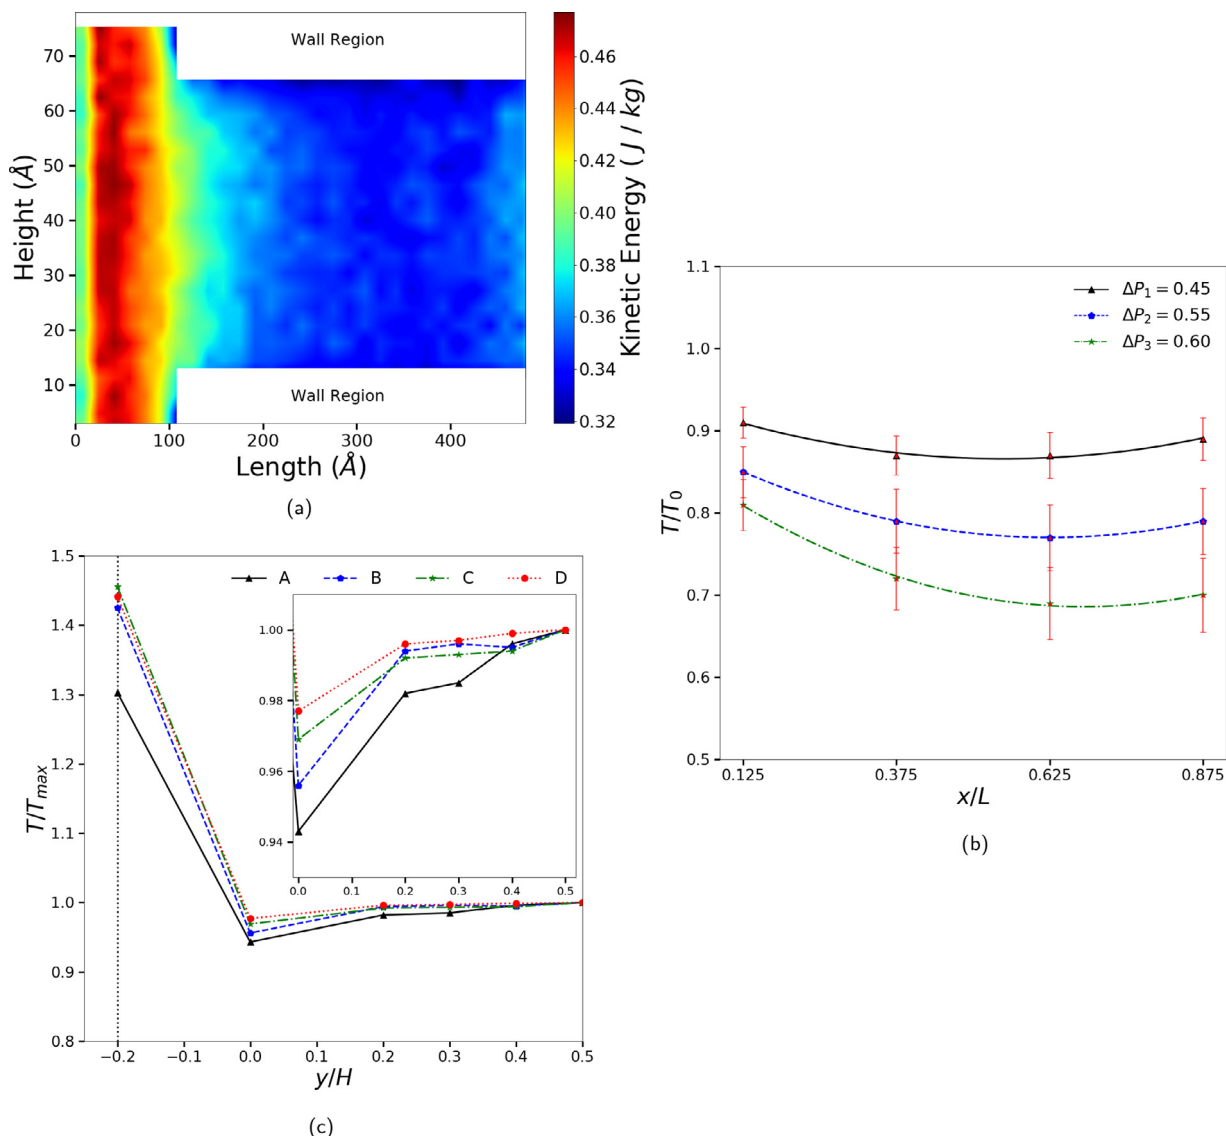 Wall Region
Wall Region
70
60
50
40
30
20
10
Height (Å)
0 100 200 300 400
Length (Å)
0.46
0.44
0.42
0.40
0.38
0.36
0.34
0.32
Kinetic Energy ( J / kg)
(a)
1.1
1.0
0.9
0.8
0.7
0.6
0.5
T/T0
ΔP1 = 0.45
ΔP2 = 0.55
ΔP3 = 0.60
0.125 0.375 0.625 0.875
x/L
(b)
1.5
1.4
1.3
1.2
1.1
1.0
0.9
0.8
T/Tmax
A B C D
1.00
0.98
0.96
0.94
0.0 0.1 0.2 0.3 0.4 0.5
−0.2 −0.1 0.0 0.1 0.2 0.3 0.4 0.5
y/H
(c)